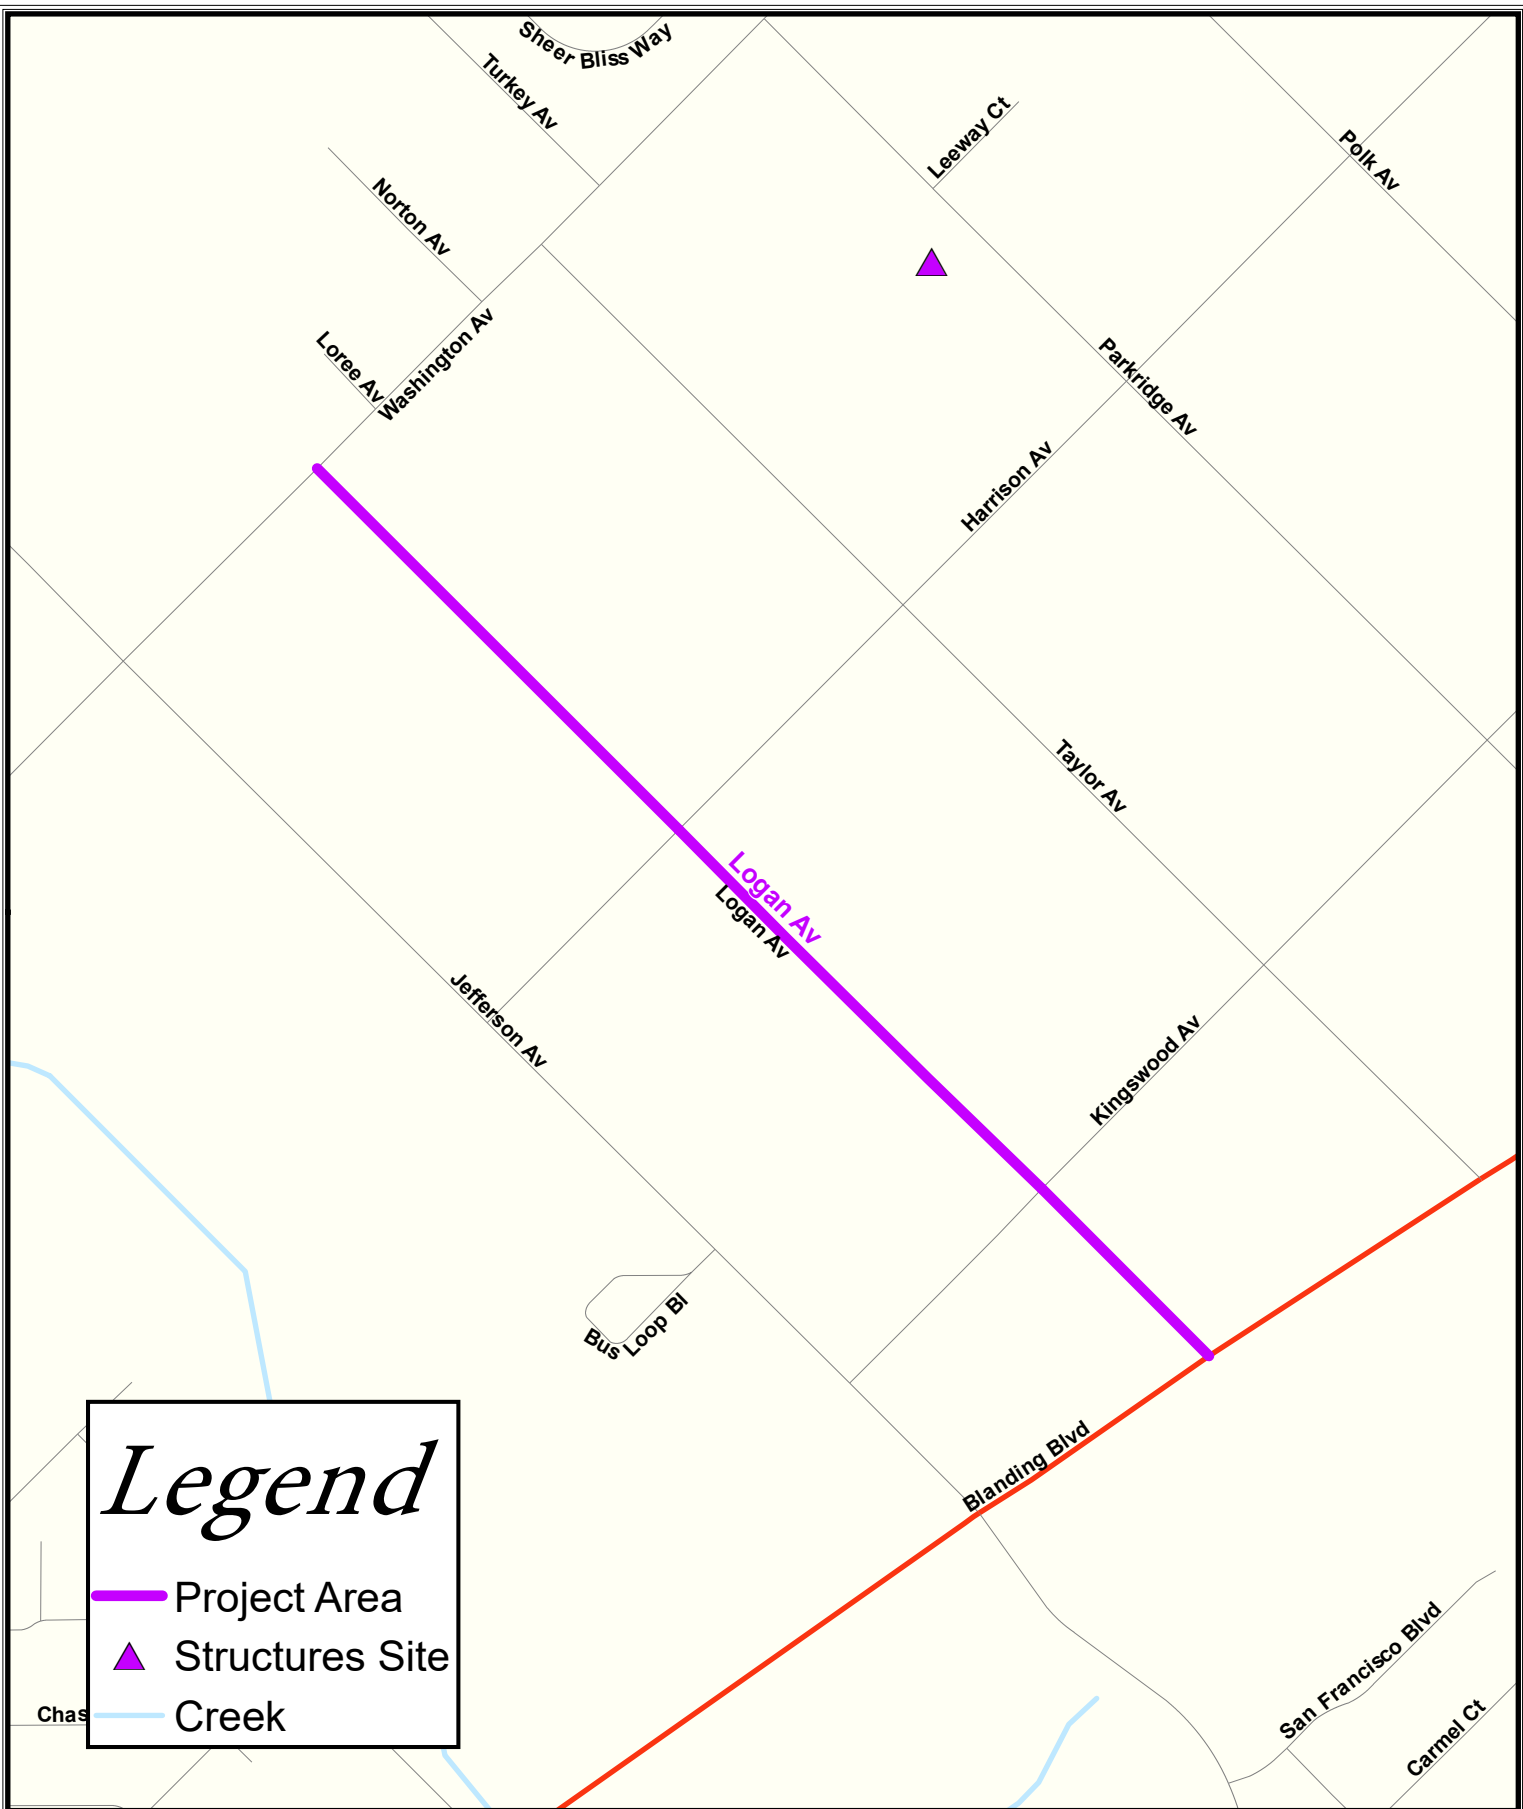 Sheer Bliss Way
Turkey Av
Leeway Ct
Polk Av
Norton Av
Loree Av
Washington Av
Parkridge Av
Harrison Av
Taylor Av
Logan Av
Logan Av
Jefferson Av
Kingswood Av
Bus Loop Bl
Blanding Blvd
San Francisco Blvd
Carmel Ct
Chas
Legend
Project Area
Structures Site
Creek